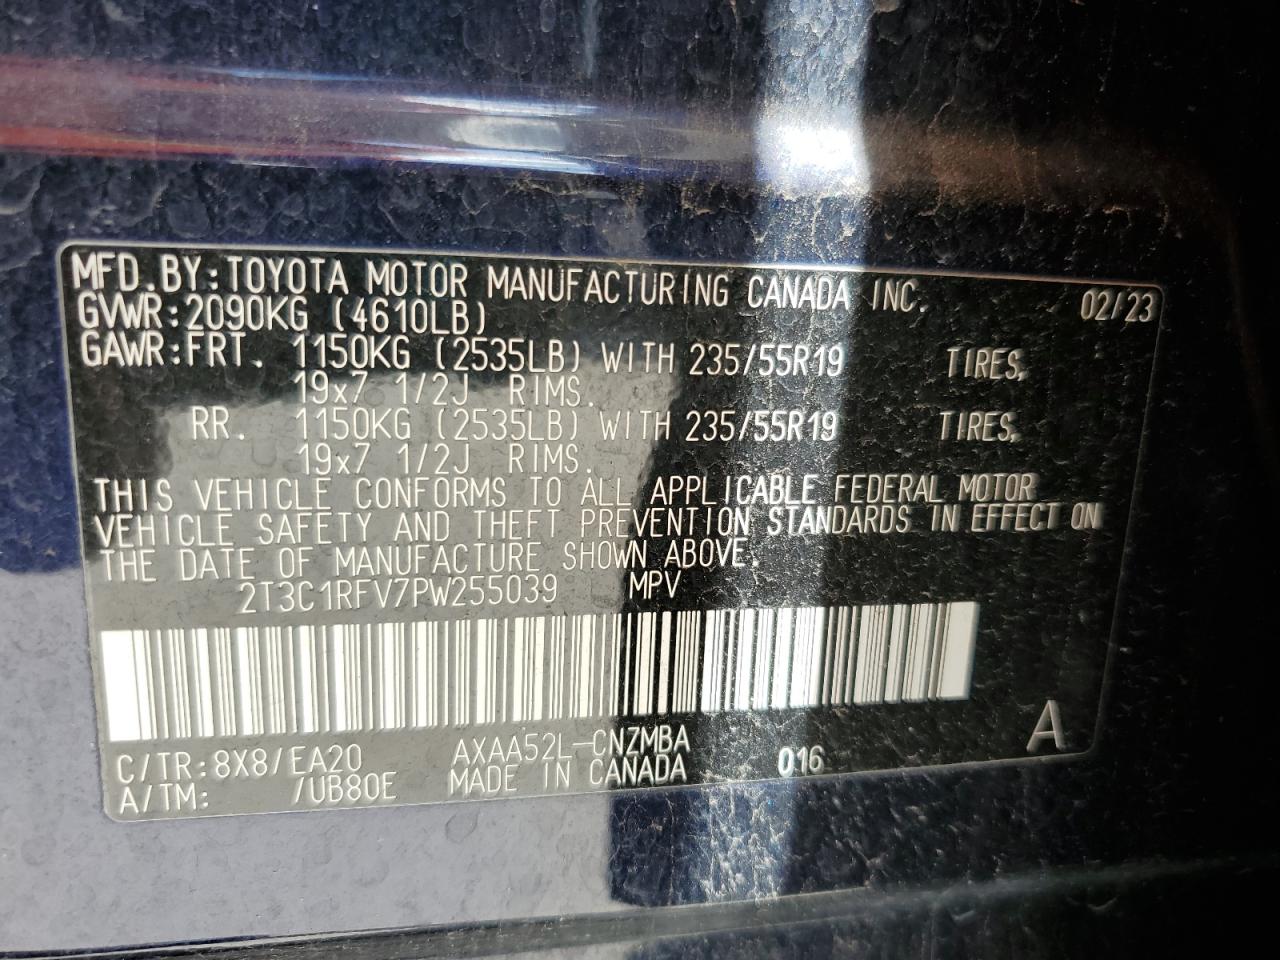 MFD.BY:TOYOTA MOTOR MANUFACTURING CANADA INC. 02/23
GVWR:2090KG (4610LB)
GAWR:FRT. 1150KG (2535LB) WITH 235/55R19 TIRES,
19x7 1/2J RIMS.
RR. 1150KG (2535LB) WITH 235/55R19 TIRES,
19x7 1/2J RIMS.
THIS VEHICLE CONFORMS TO ALL APPLICABLE FEDERAL MOTOR
VEHICLE SAFETY AND THEFT PREVENTION STANDARDS IN EFFECT ON
THE DATE OF MANUFACTURE SHOWN ABOVE.
2T3C1RFV7PW255039 MPV
C/TR:8X8/EA20 AXAA52L-CNZMBA 016 A
A/TM: /UB80E MADE IN CANADA